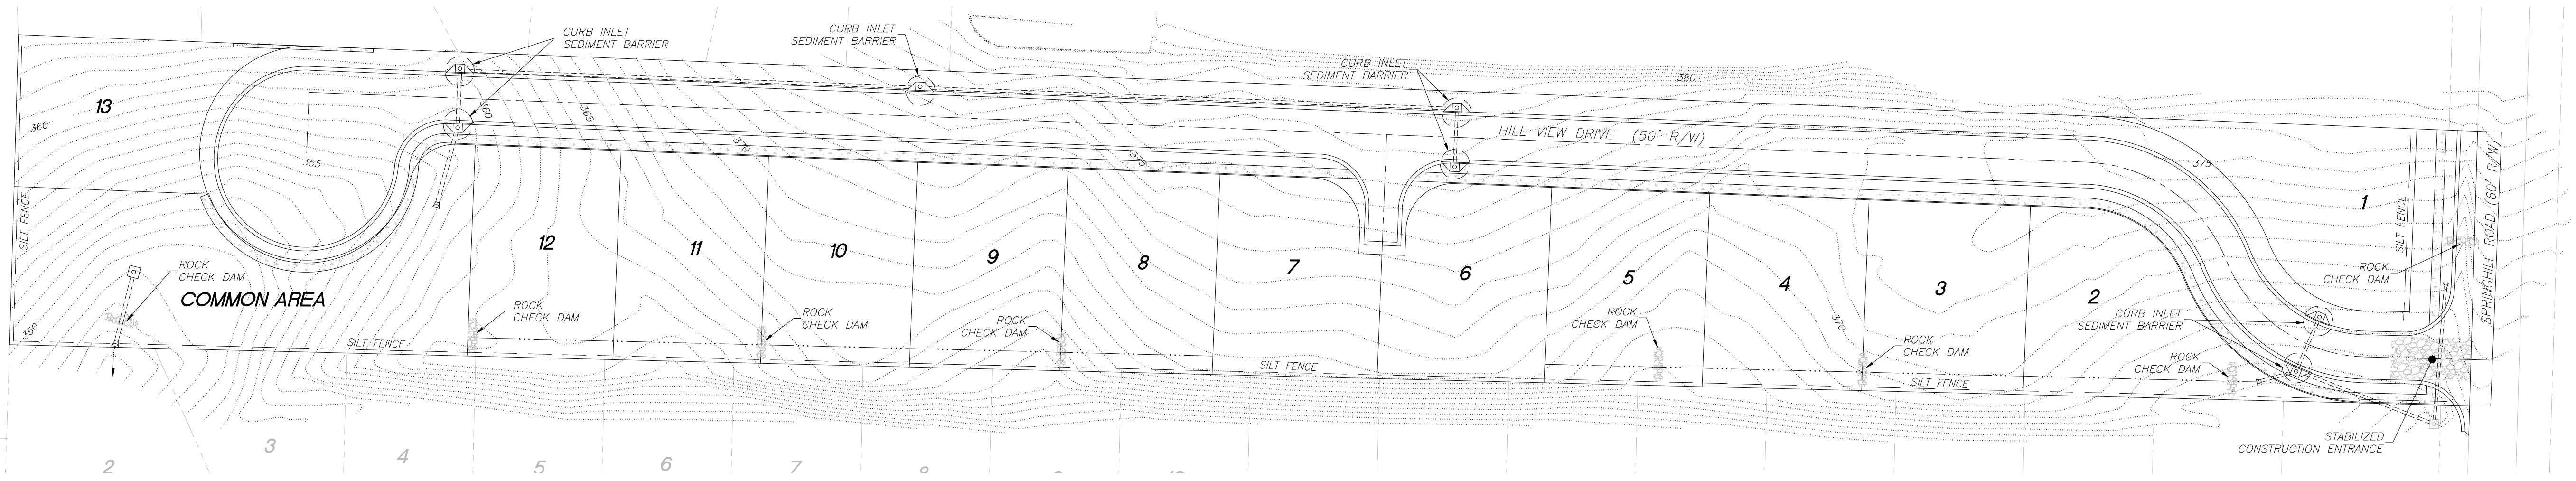 CURB INLET
SEDIMENT BARRIER
CURB INLET
SEDIMENT BARRIER
CURB INLET
SEDIMENT BARRIER
380
13
360
360
365
370
375
355
HILL VIEW DRIVE (50' R/W)
375
SPRINGHILL ROAD (60' R/W)
1
SILT FENCE
SILT FENCE
12
11
10
9
8
7
6
5
4
3
2
ROCK
CHECK DAM
COMMON AREA
350
ROCK
CHECK DAM
ROCK
CHECK DAM
ROCK
CHECK DAM
ROCK
CHECK DAM
370
ROCK
CHECK DAM
ROCK
CHECK DAM
CURB INLET
SEDIMENT BARRIER
ROCK
CHECK DAM
SILT FENCE
SILT FENCE
SILT FENCE
STABILIZED
CONSTRUCTION ENTRANCE
2
3
4
5
6
7
8